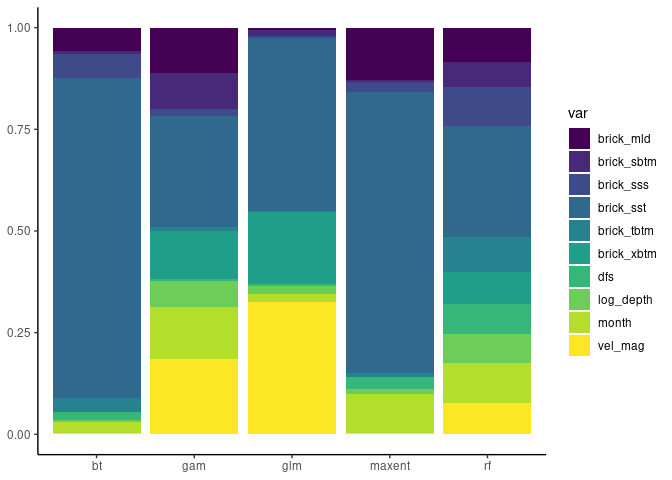 1.00
0.75
0.50
0.25
0.00
bt gam glm maxent rf
var
brick_mld
brick_sbtm
brick_sss
brick_sst
brick_tbtm
brick_xbtm
dfs
log_depth
month
vel_mag